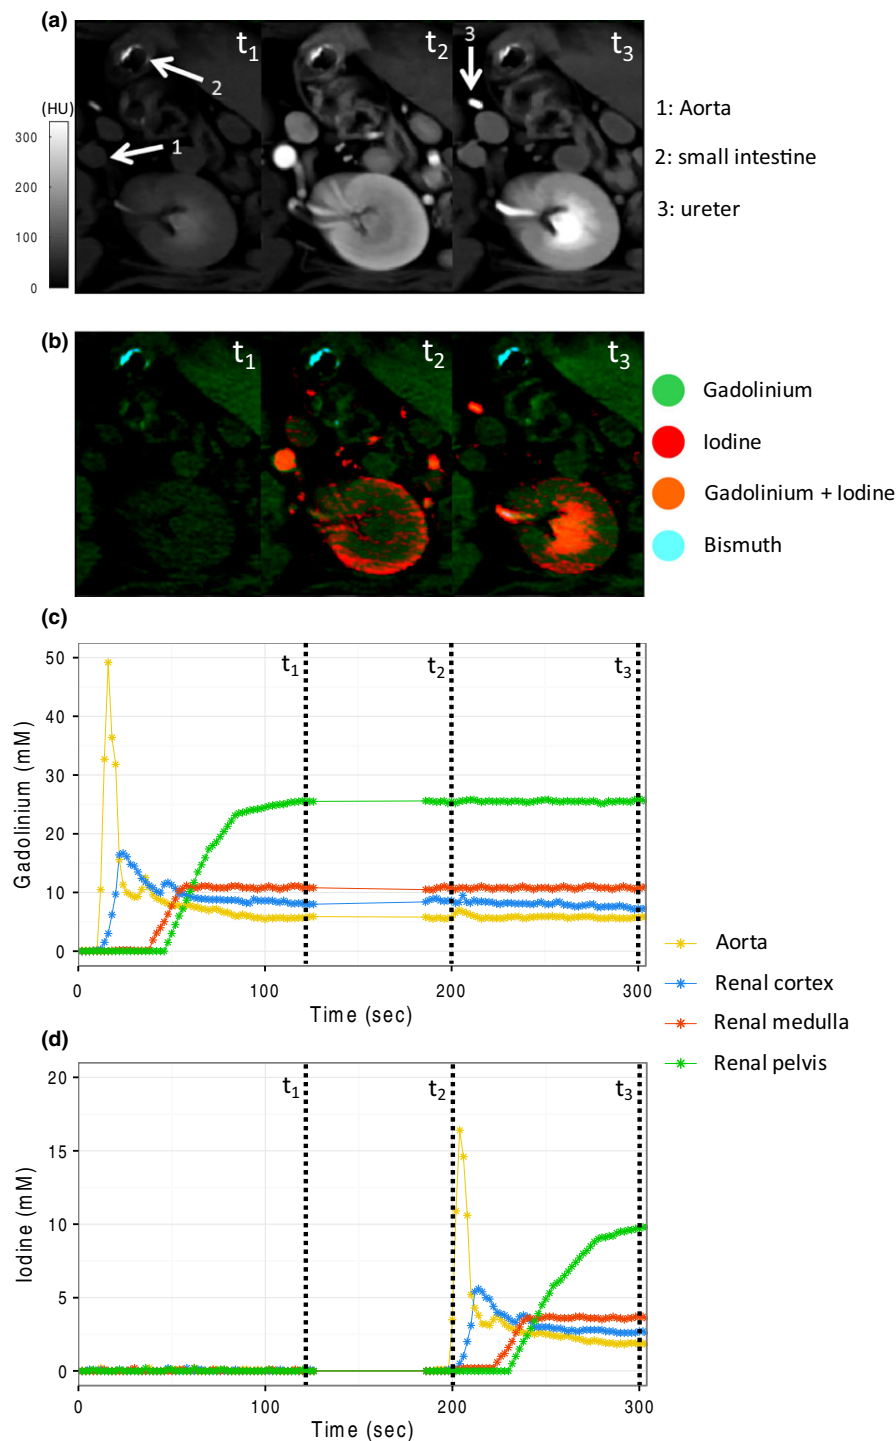 (a)
t1
t2
t3
3
2
1
(HU)
300
200
100
0
1: Aorta
2: small intestine
3: ureter
(b)
t1
t2
t3
Gadolinium
Iodine
Gadolinium + Iodine
Bismuth
(c)
t1
t2
t3
50
40
30
20
10
0
Gadolinium (mM)
0
100
200
300
Time (sec)
Aorta
Renal cortex
Renal medulla
Renal pelvis
(d)
t1
t2
t3
20
15
10
5
0
Iodine (mM)
0
100
200
300
Time (sec)